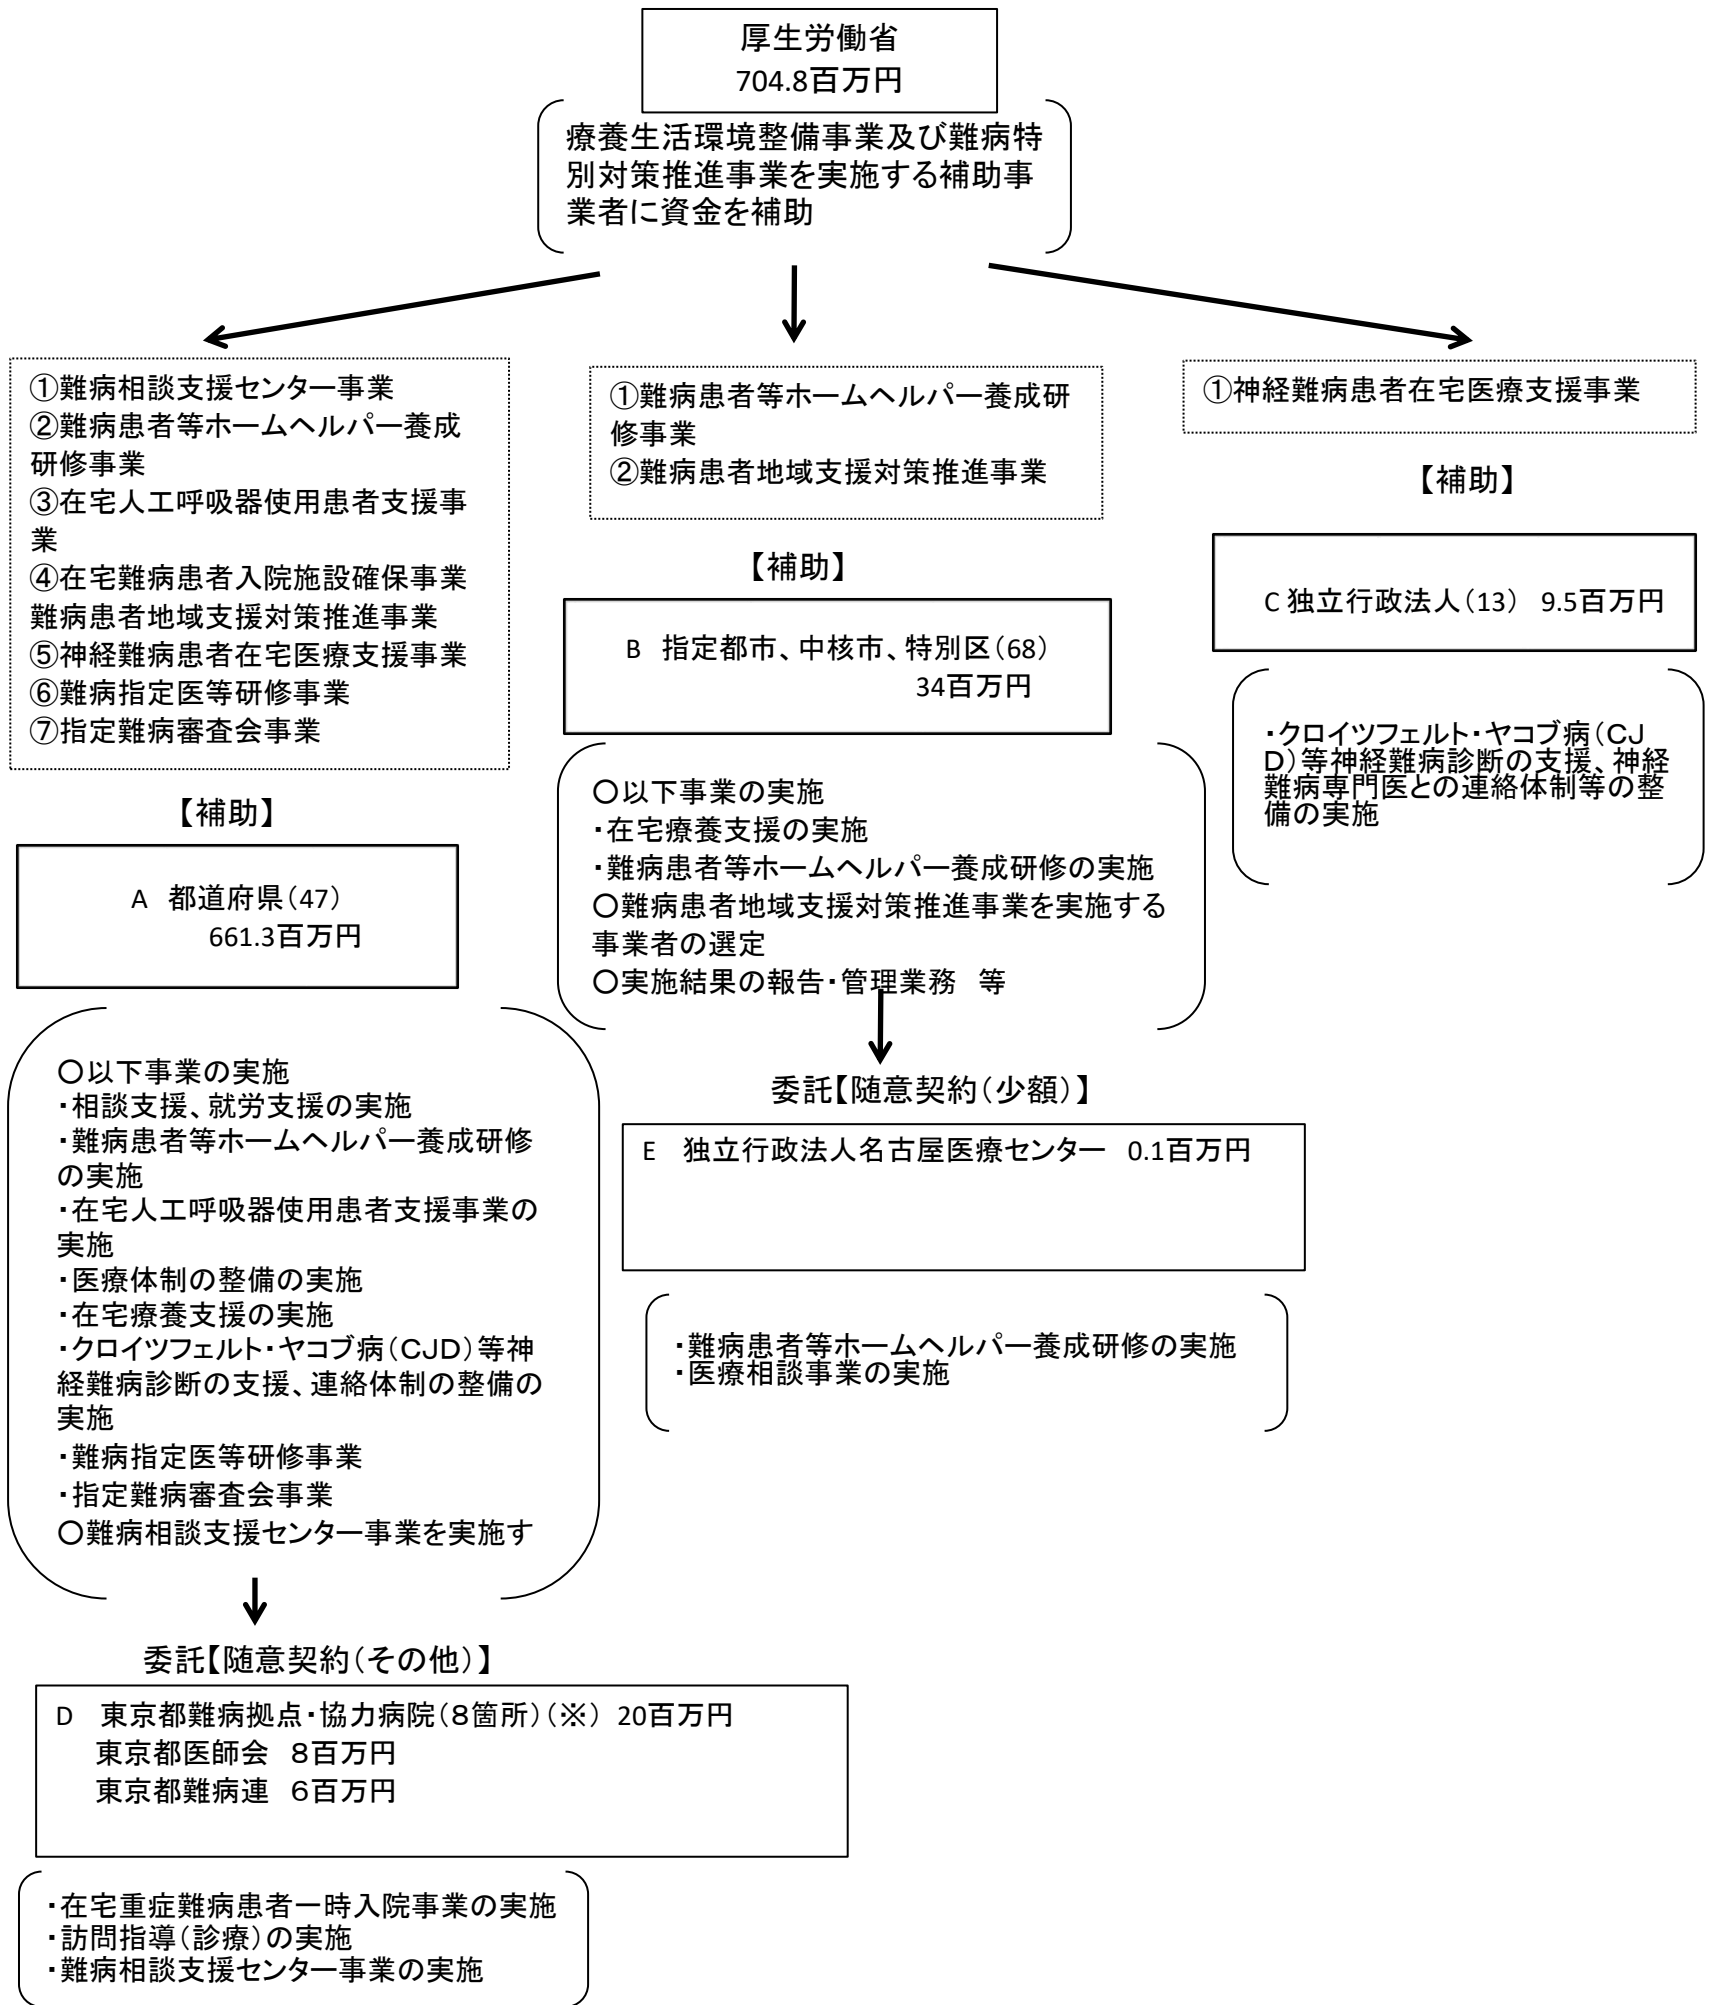 厚生労働省
704.8百万円
療養生活環境整備事業及び難病特
別対策推進事業を実施する補助事
業者に資金を補助
①難病相談支援センター事業
②難病患者等ホームヘルパー養成
研修事業
③在宅人工呼吸器使用患者支援事
業
④在宅難病患者入院施設確保事業
難病患者地域支援対策推進事業
⑤神経難病患者在宅医療支援事業
⑥難病指定医等研修事業
⑦指定難病審査会事業
【補助】
A 都道府県（47）
661.3百万円
〇以下事業の実施
・相談支援、就労支援の実施
・難病患者等ホームヘルパー養成研修
の実施
・在宅人工呼吸器使用患者支援事業の
実施
・医療体制の整備の実施
・在宅療養支援の実施
・クロイツフェルト・ヤコブ病（CJD）等神
経難病診断の支援、連絡体制の整備の
実施
・難病指定医等研修事業
・指定難病審査会事業
〇難病相談支援センター事業を実施す
委託【随意契約（その他）】
D 東京都難病拠点・協力病院（８箇所）（※） 20百万円
東京都医師会 ８百万円
東京都難病連 ６百万円
・在宅重症難病患者一時入院事業の実施
・訪問指導（診療）の実施
・難病相談支援センター事業の実施
①難病患者等ホームヘルパー養成研
修事業
②難病患者地域支援対策推進事業
【補助】
B 指定都市、中核市、特別区（68）
34百万円
〇以下事業の実施
・在宅療養支援の実施
・難病患者等ホームヘルパー養成研修の実施
〇難病患者地域支援対策推進事業を実施する
事業者の選定
〇実施結果の報告・管理業務 等
委託【随意契約（少額）】
E 独立行政法人名古屋医療センター 0.1百万円
・難病患者等ホームヘルパー養成研修の実施
・医療相談事業の実施
①神経難病患者在宅医療支援事業
【補助】
C 独立行政法人（13） 9.5百万円
・クロイツフェルト・ヤコブ病（CJ
D）等神経難病診断の支援、神経
難病専門医との連絡体制等の整
備の実施